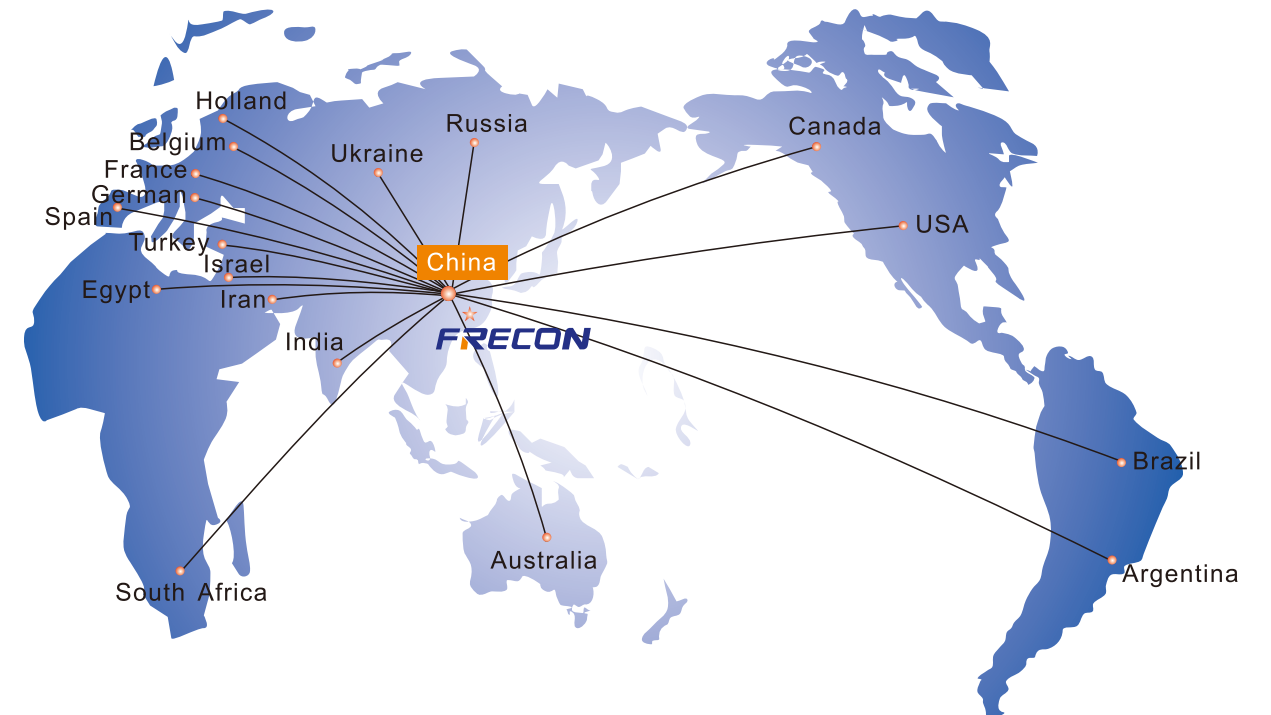 Holland
Russia
Canada
Belgium
Ukraine
France
German
Spain
USA
Turkey
Israel
China
Egypt
Iran
FRECON
India
Brazil
Australia
Argentina
South Africa